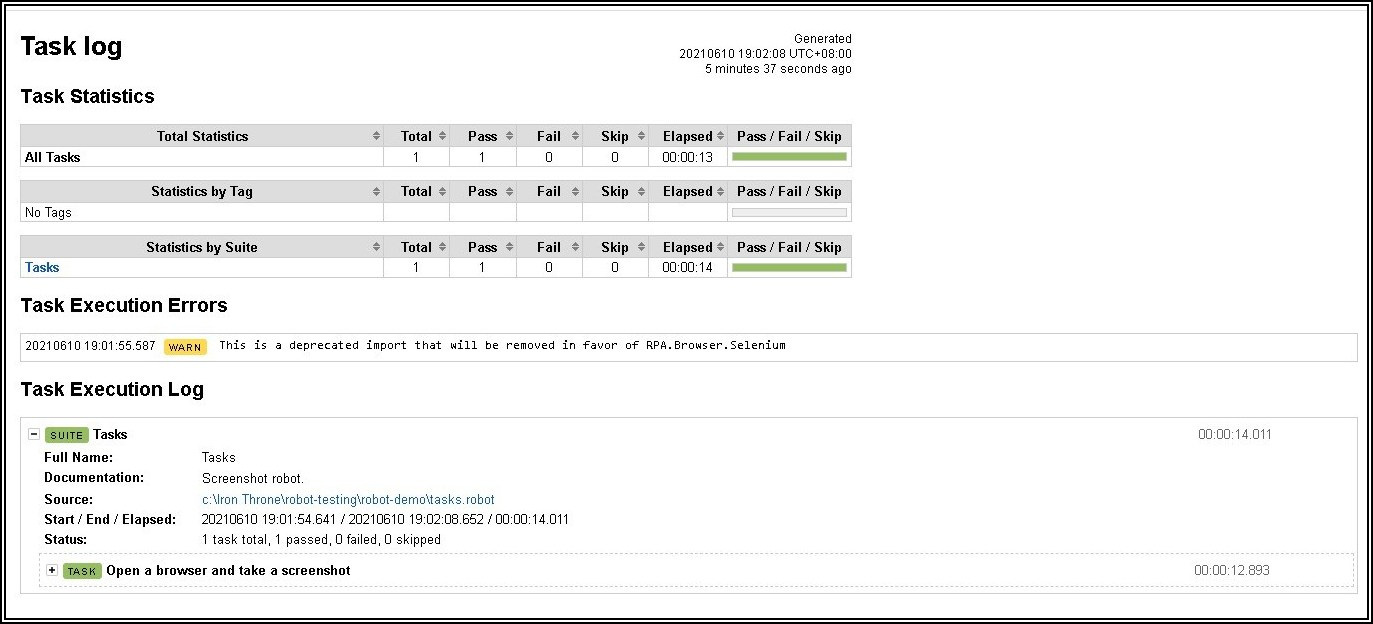 Task log
Generated
20210610 19:02:08 UTC+08:00
5 minutes 37 seconds ago
Task Statistics
Total Statistics Total Pass Fail Skip Elapsed Pass / Fail / Skip
All Tasks 1 1 0 0 00:00:13
Statistics by Tag Total Pass Fail Skip Elapsed Pass / Fail / Skip
No Tags
Statistics by Suite Total Pass Fail Skip Elapsed Pass / Fail / Skip
Tasks 1 1 0 0 00:00:14
Task Execution Errors
20210610 19:01:55.587 WARN This is a deprecated import that will be removed in favor of RPA.Browser.Selenium
Task Execution Log
SUITE Tasks 00:00:14.011
Full Name: Tasks
Documentation: Screenshot robot.
Source: c:\Iron Throne\robot-testing\robot-demo\tasks.robot
Start / End / Elapsed: 20210610 19:01:54.641 / 20210610 19:02:08.652 / 00:00:14.011
Status: 1 task total, 1 passed, 0 failed, 0 skipped
TASK Open a browser and take a screenshot 00:00:12.893